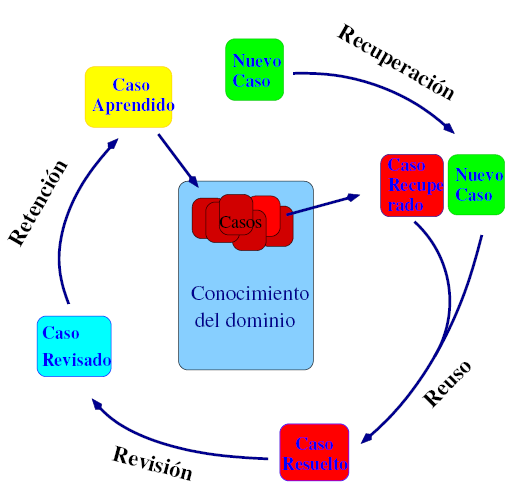 Nuevo
Caso
Recuperación
Caso
Recupe
rado
Nuevo
Caso
Reuso
Caso
Resuelto
Revisión
Caso
Revisado
Retención
Caso
Aprendido
Casos
Conocimiento
del dominio